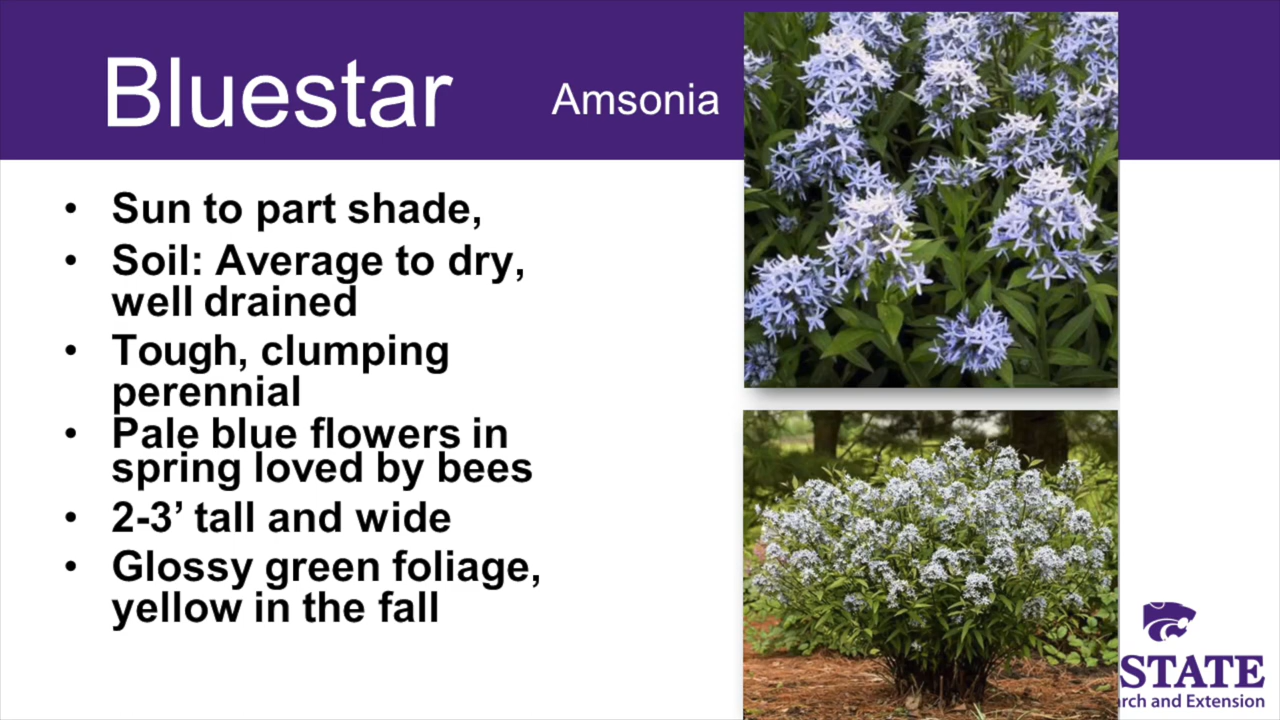 Bluestar Amsonia
• Sun to part shade,
• Soil: Average to dry,
well drained
• Tough, clumping
perennial
• Pale blue flowers in
spring loved by bees
• 2-3’ tall and wide
• Glossy green foliage,
yellow in the fall
STATE
rch and Extension